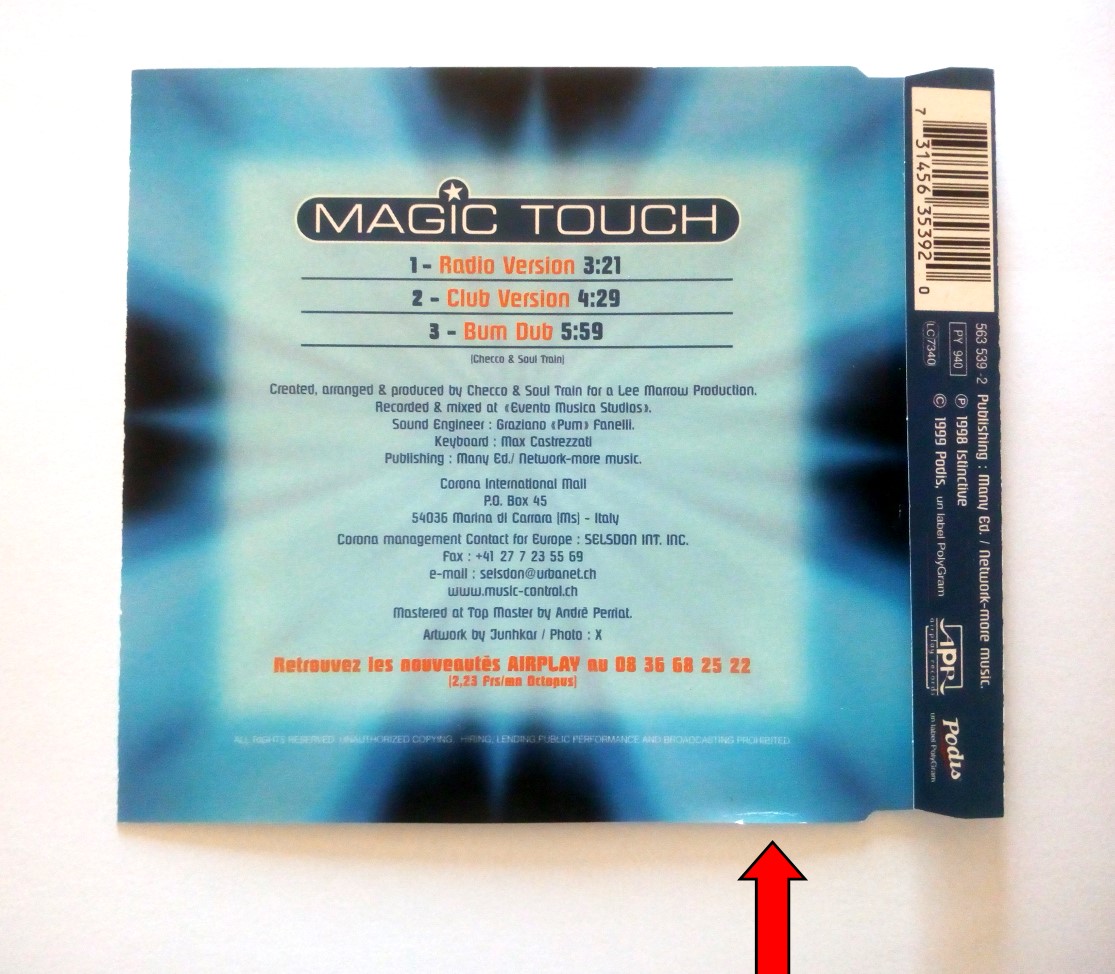 MAGIC TOUCH
1 - Radio Version 3:21
2 - Club Version 4:29
3 - Bum Dub 5:59
(Checco & Soul Train)
Created, arranged & produced by Checco & Soul Train for a Lee Marrow Production.
Recorded & mixed at «Evento Musica Studios».
Sound Engineer : Graziano «Pum» Fanelli.
Keyboard : Max Castrezzati
Publishing : Many Ed./ Network-more music.
Corona International Mail
P.O. Box 45
54036 Marina di Carrara (Ms) - Italy
Corona management Contact for Europe : SELSDON INT. INC.
Fax : +41 27 7 23 55 69
e-mail : selsdon@urbanet.ch
www.music-control.ch
Mastered at Top Master by André Perriat.
Artwork by Junhkar / Photo : X
Retrouvez les nouveautés AIRPLAY au 08 36 68 25 22
(2,23 Frs/mn Octopus)
ALL RIGHTS RESERVED. UNAUTHORIZED COPYING, HIRING, LENDING, PUBLIC PERFORMANCE AND BROADCASTING PROHIBITED
7 31456 35392 0
563 539 -2 Publishing : Many Ed. / Network-more music.
PY 940
℗ 1998 Istinctive
LC 7340
© 1999 Podis, un label PolyGram
APR
airplay records
Podis
un label PolyGram